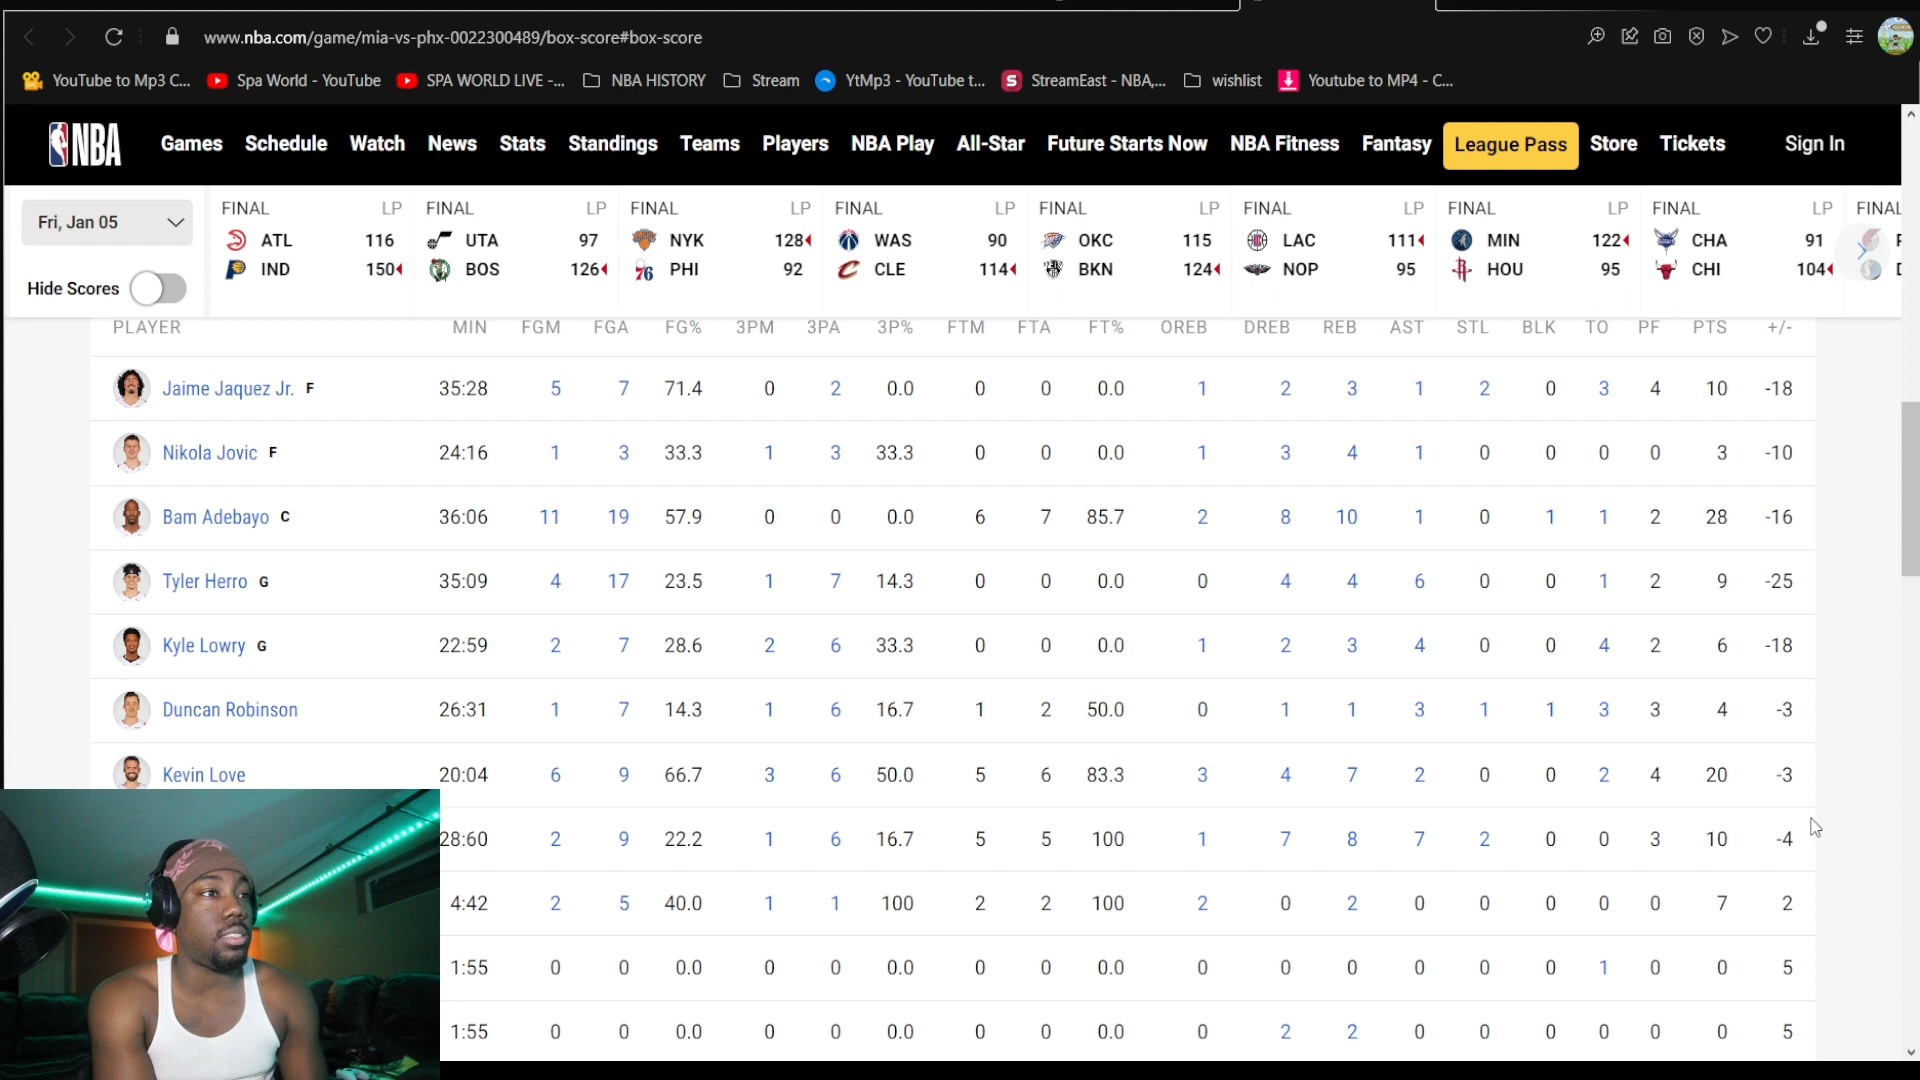 www.nba.com/game/mia-vs-phx-0022300489/box-score#box-score
YouTube to Mp3 C... Spa World - YouTube SPA WORLD LIVE -... NBA HISTORY Stream YtMp3 - YouTube t... StreamEast - NBA,... wishlist Youtube to MP4 - C...
NBA Games Schedule Watch News Stats Standings Teams Players NBA Play All-Star Future Starts Now NBA Fitness Fantasy League Pass Store Tickets Sign In
Fri, Jan 05
Hide Scores
FINAL LP
ATL 116
IND 150
FINAL LP
UTA 97
BOS 126
FINAL LP
NYK 128
PHI 92
FINAL LP
WAS 90
CLE 114
FINAL LP
OKC 115
BKN 124
FINAL LP
LAC 111
NOP 95
FINAL LP
MIN 122
HOU 95
FINAL LP
CHA 91
CHI 104
FINAL
PLAYER MIN FGM FGA FG% 3PM 3PA 3P% FTM FTA FT% OREB DREB REB AST STL BLK TO PF PTS +/-
Jaime Jaquez Jr. F 35:28 5 7 71.4 0 2 0.0 0 0 0.0 1 2 3 1 2 0 3 4 10 -18
Nikola Jovic F 24:16 1 3 33.3 1 3 33.3 0 0 0.0 1 3 4 1 0 0 0 0 3 -10
Bam Adebayo C 36:06 11 19 57.9 0 0 0.0 6 7 85.7 2 8 10 1 0 1 1 2 28 -16
Tyler Herro G 35:09 4 17 23.5 1 7 14.3 0 0 0.0 0 4 4 6 0 0 1 2 9 -25
Kyle Lowry G 22:59 2 7 28.6 2 6 33.3 0 0 0.0 1 2 3 4 0 0 4 2 6 -18
Duncan Robinson 26:31 1 7 14.3 1 6 16.7 1 2 50.0 0 1 1 3 1 1 3 3 4 -3
Kevin Love 20:04 6 9 66.7 3 6 50.0 5 6 83.3 3 4 7 2 0 0 2 4 20 -3
28:60 2 9 22.2 1 6 16.7 5 5 100 1 7 8 7 2 0 0 3 10 -4
4:42 2 5 40.0 1 1 100 2 2 100 2 0 2 0 0 0 0 0 7 2
1:55 0 0 0.0 0 0 0.0 0 0 0.0 0 0 0 0 0 0 1 0 0 5
1:55 0 0 0.0 0 0 0.0 0 0 0.0 0 2 2 0 0 0 0 0 0 5